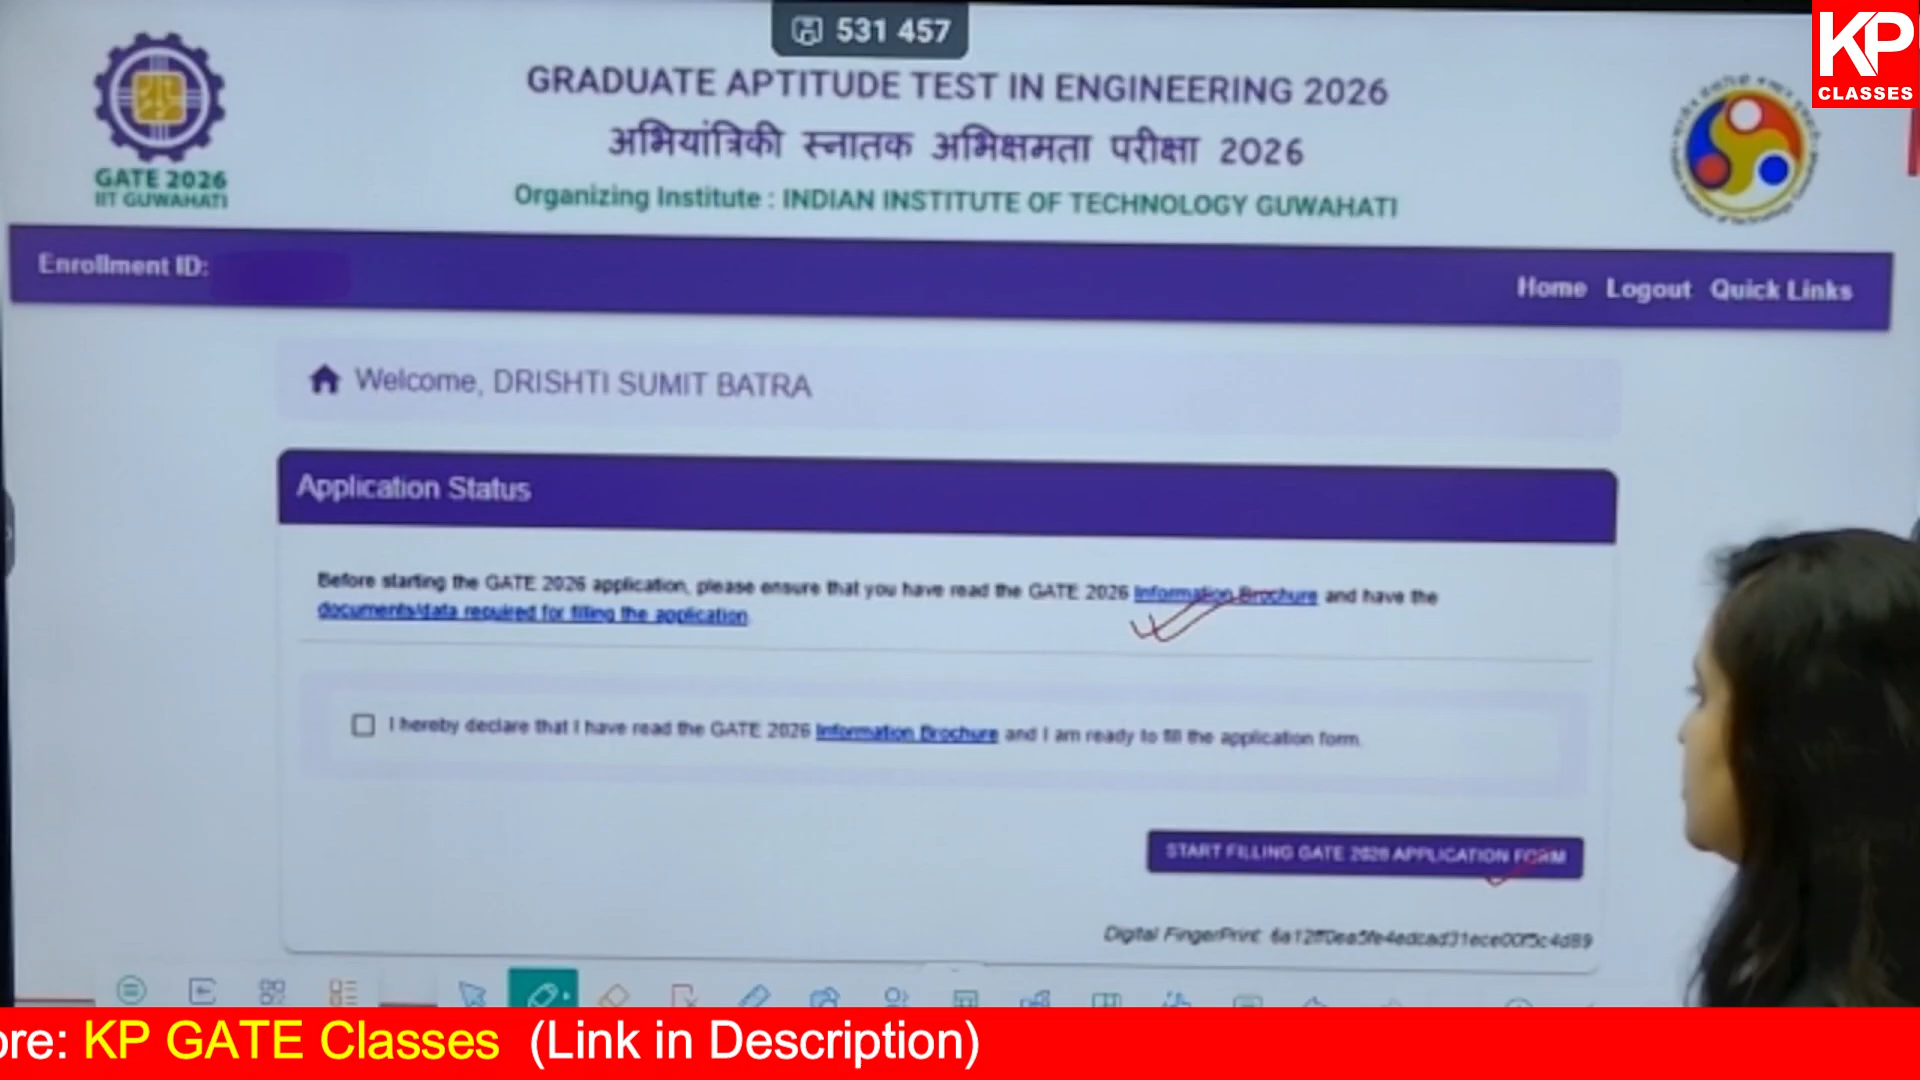 531 457
KP
CLASSES
GRADUATE APTITUDE TEST IN ENGINEERING 2026
अभियांत्रिकी स्नातक अभिक्षमता परीक्षा 2026
Organizing Institute : INDIAN INSTITUTE OF TECHNOLOGY GUWAHATI
GATE 2026
IIT GUWAHATI
Enrollment ID:
Home Logout Quick Links
Welcome, DRISHTI SUMIT BATRA
Application Status
Before starting the GATE 2026 application, please ensure that you have read the GATE 2026 Information Brochure and have the
documents/data required for filling the application.
I hereby declare that I have read the GATE 2026 Information Brochure and I am ready to fill the application form.
START FILLING GATE 2026 APPLICATION FORM
Digital FingerPrint:
ore: KP GATE Classes (Link in Description)